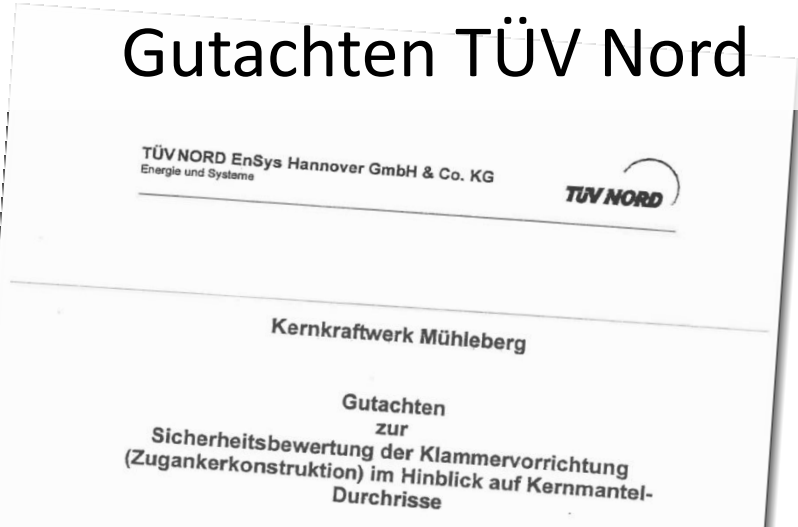 Gutachten TÜV Nord
TÜV NORD EnSys Hannover GmbH & Co. KG
Energie und Systeme
TÜV NORD
Kernkraftwerk Mühleberg
Gutachten
zur
Sicherheitsbewertung der Klammervorrichtung
(Zugankerkonstruktion) im Hinblick auf Kernmantel-
Durchrisse